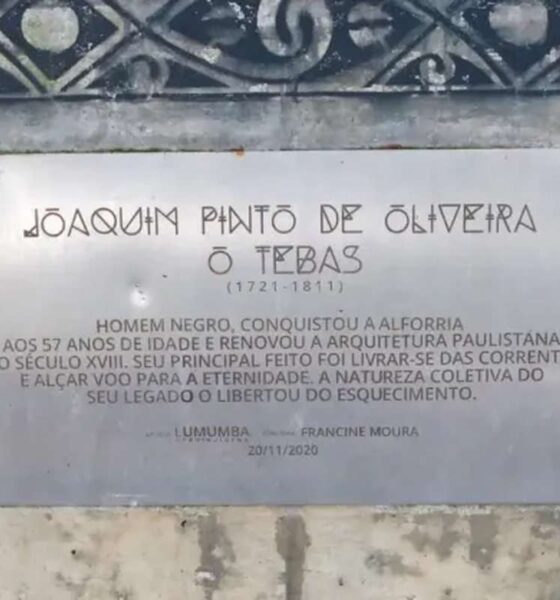 JOAQUIM PINTO DE OLIVEIRA
O TEBAS
(1721-1811)
HOMEM NEGRO, CONQUISTOU A ALFORRIA
AOS 57 ANOS DE IDADE E RENOVOU A ARQUITETURA PAULISTANA
O SÉCULO XVIII. SEU PRINCIPAL FEITO FOI LIVRAR-SE DAS CORRENT
E ALÇAR VOO PARA A ETERNIDADE. A NATUREZA COLETIVA DO
SEU LEGADO O LIBERTOU DO ESQUECIMENTO.
LUMUMBA FRANCINE MOURA
20/11/2020